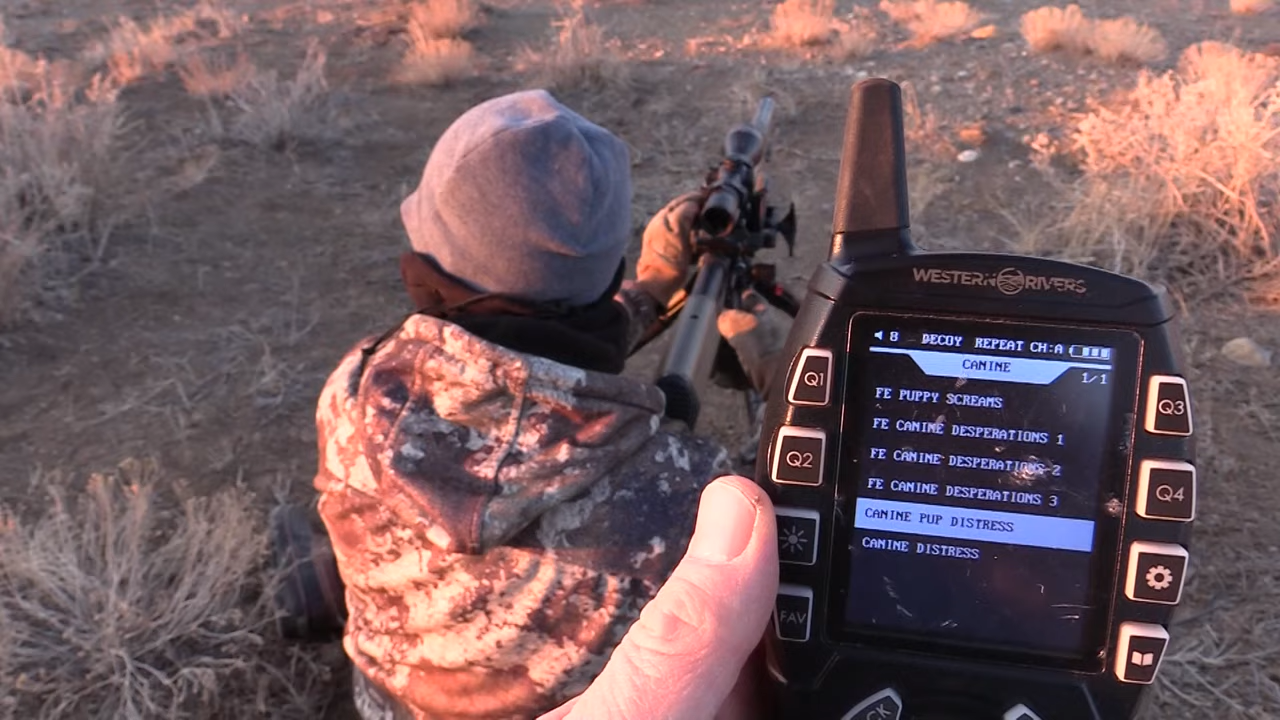 WESTERN RIVERS
8 DECOY REPEAT CH:A
CANINE
1/1
FE PUPPY SCREAMS
FE CANINE DESPERATIONS 1
FE CANINE DESPERATIONS 2
FE CANINE DESPERATIONS 3
CANINE PUP DISTRESS
CANINE DISTRESS
Q1
Q2
FAV
Q3
Q4